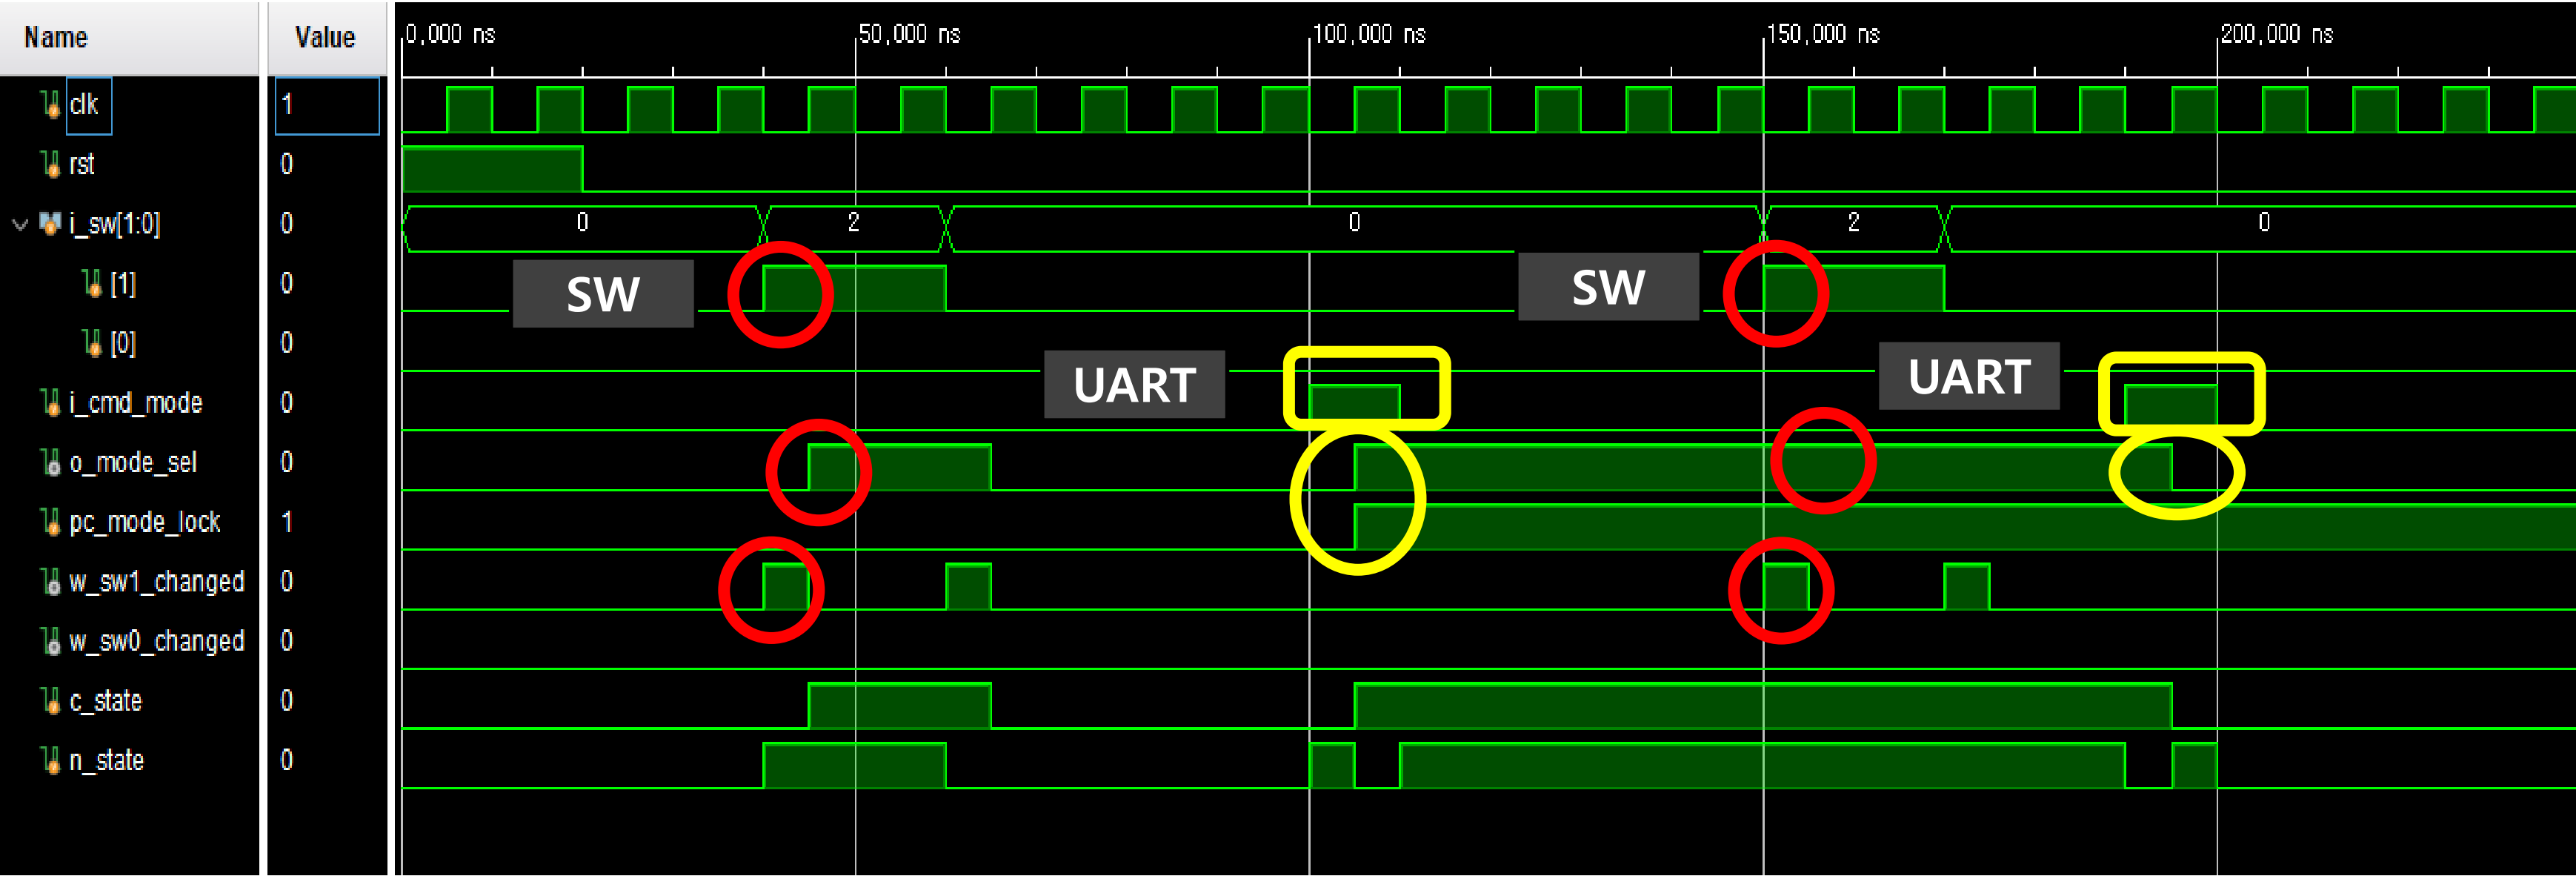 Name Value 0,000 ns 50,000 ns 100,000 ns 150,000 ns 200,000 ns
clk 1
rst 0
i_sw[1:0] 0 0 2 0 2 0
[1] 0 SW SW
[0] 0
UART UART
i_cmd_mode 0
o_mode_sel 0
pc_mode_lock 1
w_sw1_changed 0
w_sw0_changed 0
c_state 0
n_state 0